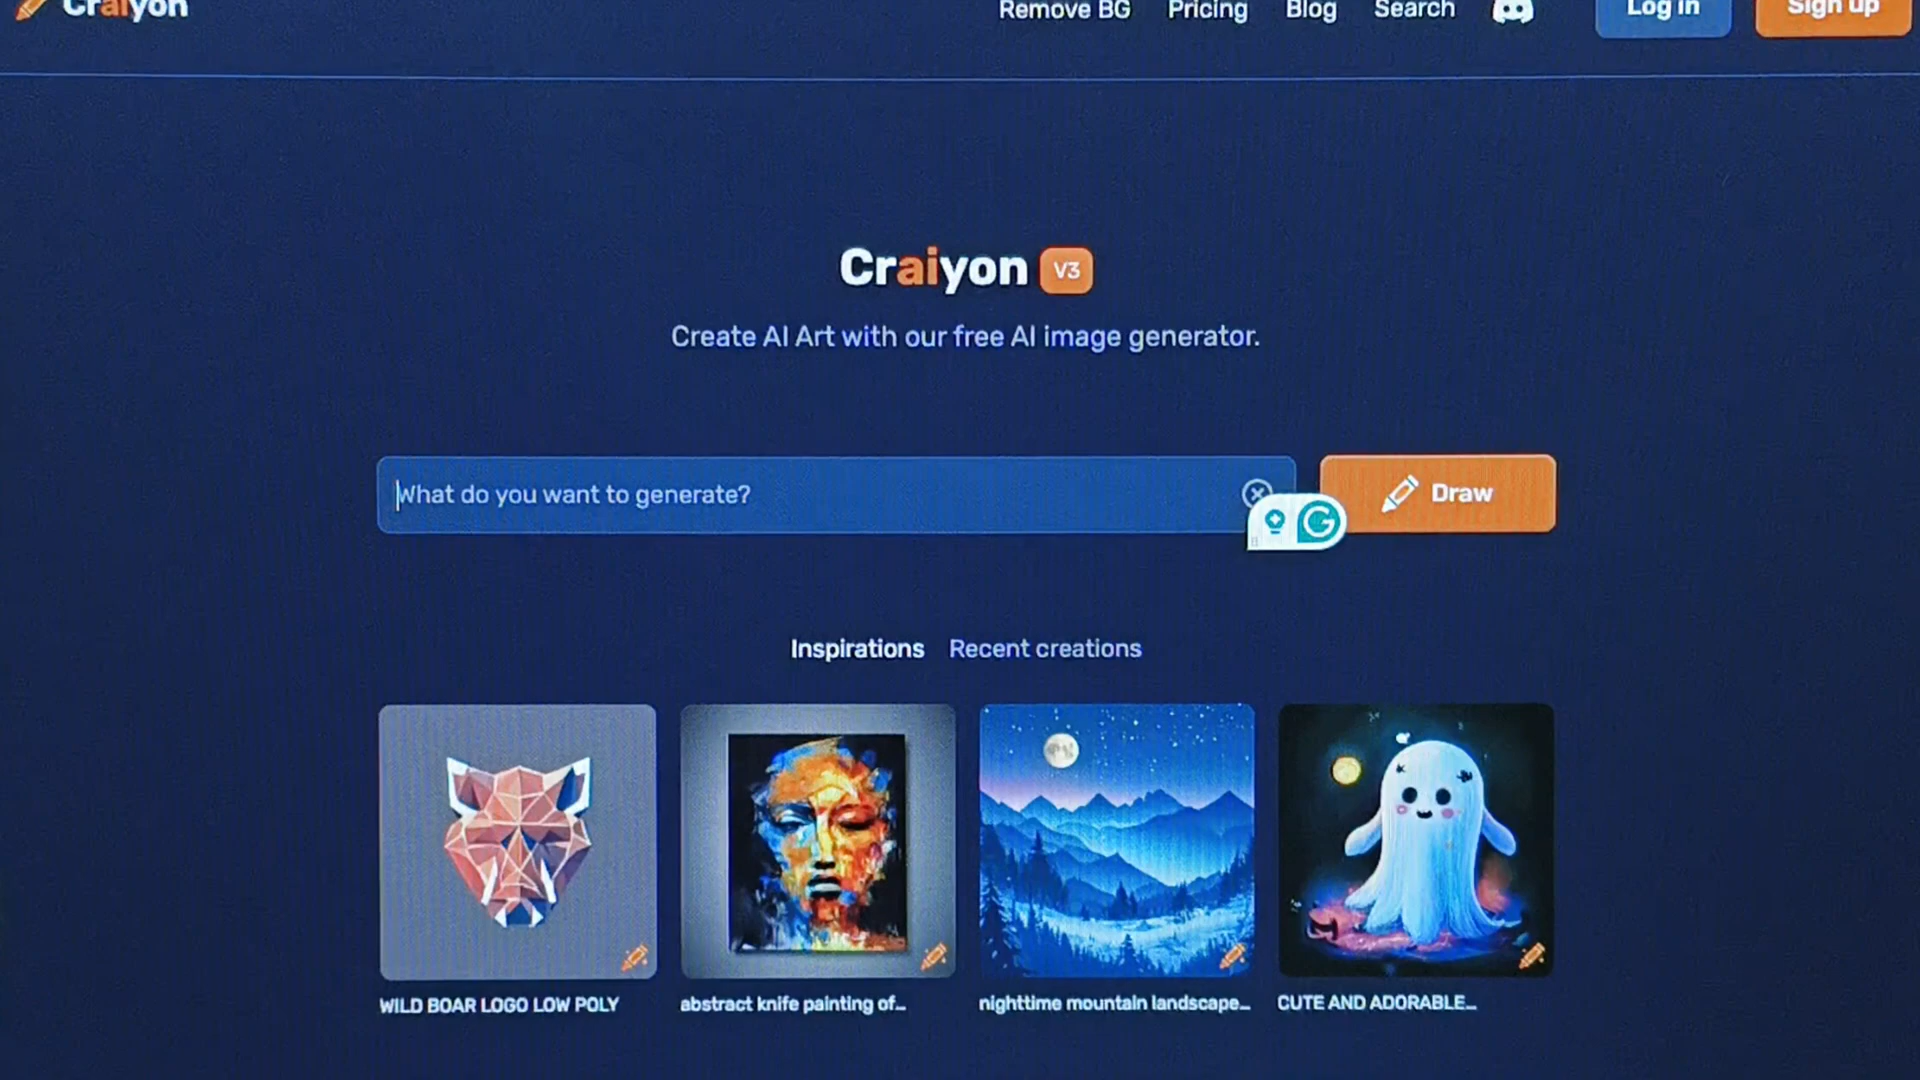 Craiyon
Remove BG Pricing Blog Search Log in Sign up
Craiyon V3
Create AI Art with our free AI image generator.
What do you want to generate?
Draw
Inspirations Recent creations
WILD BOAR LOGO LOW POLY abstract knife painting of... nighttime mountain landscape... CUTE AND ADORABLE...